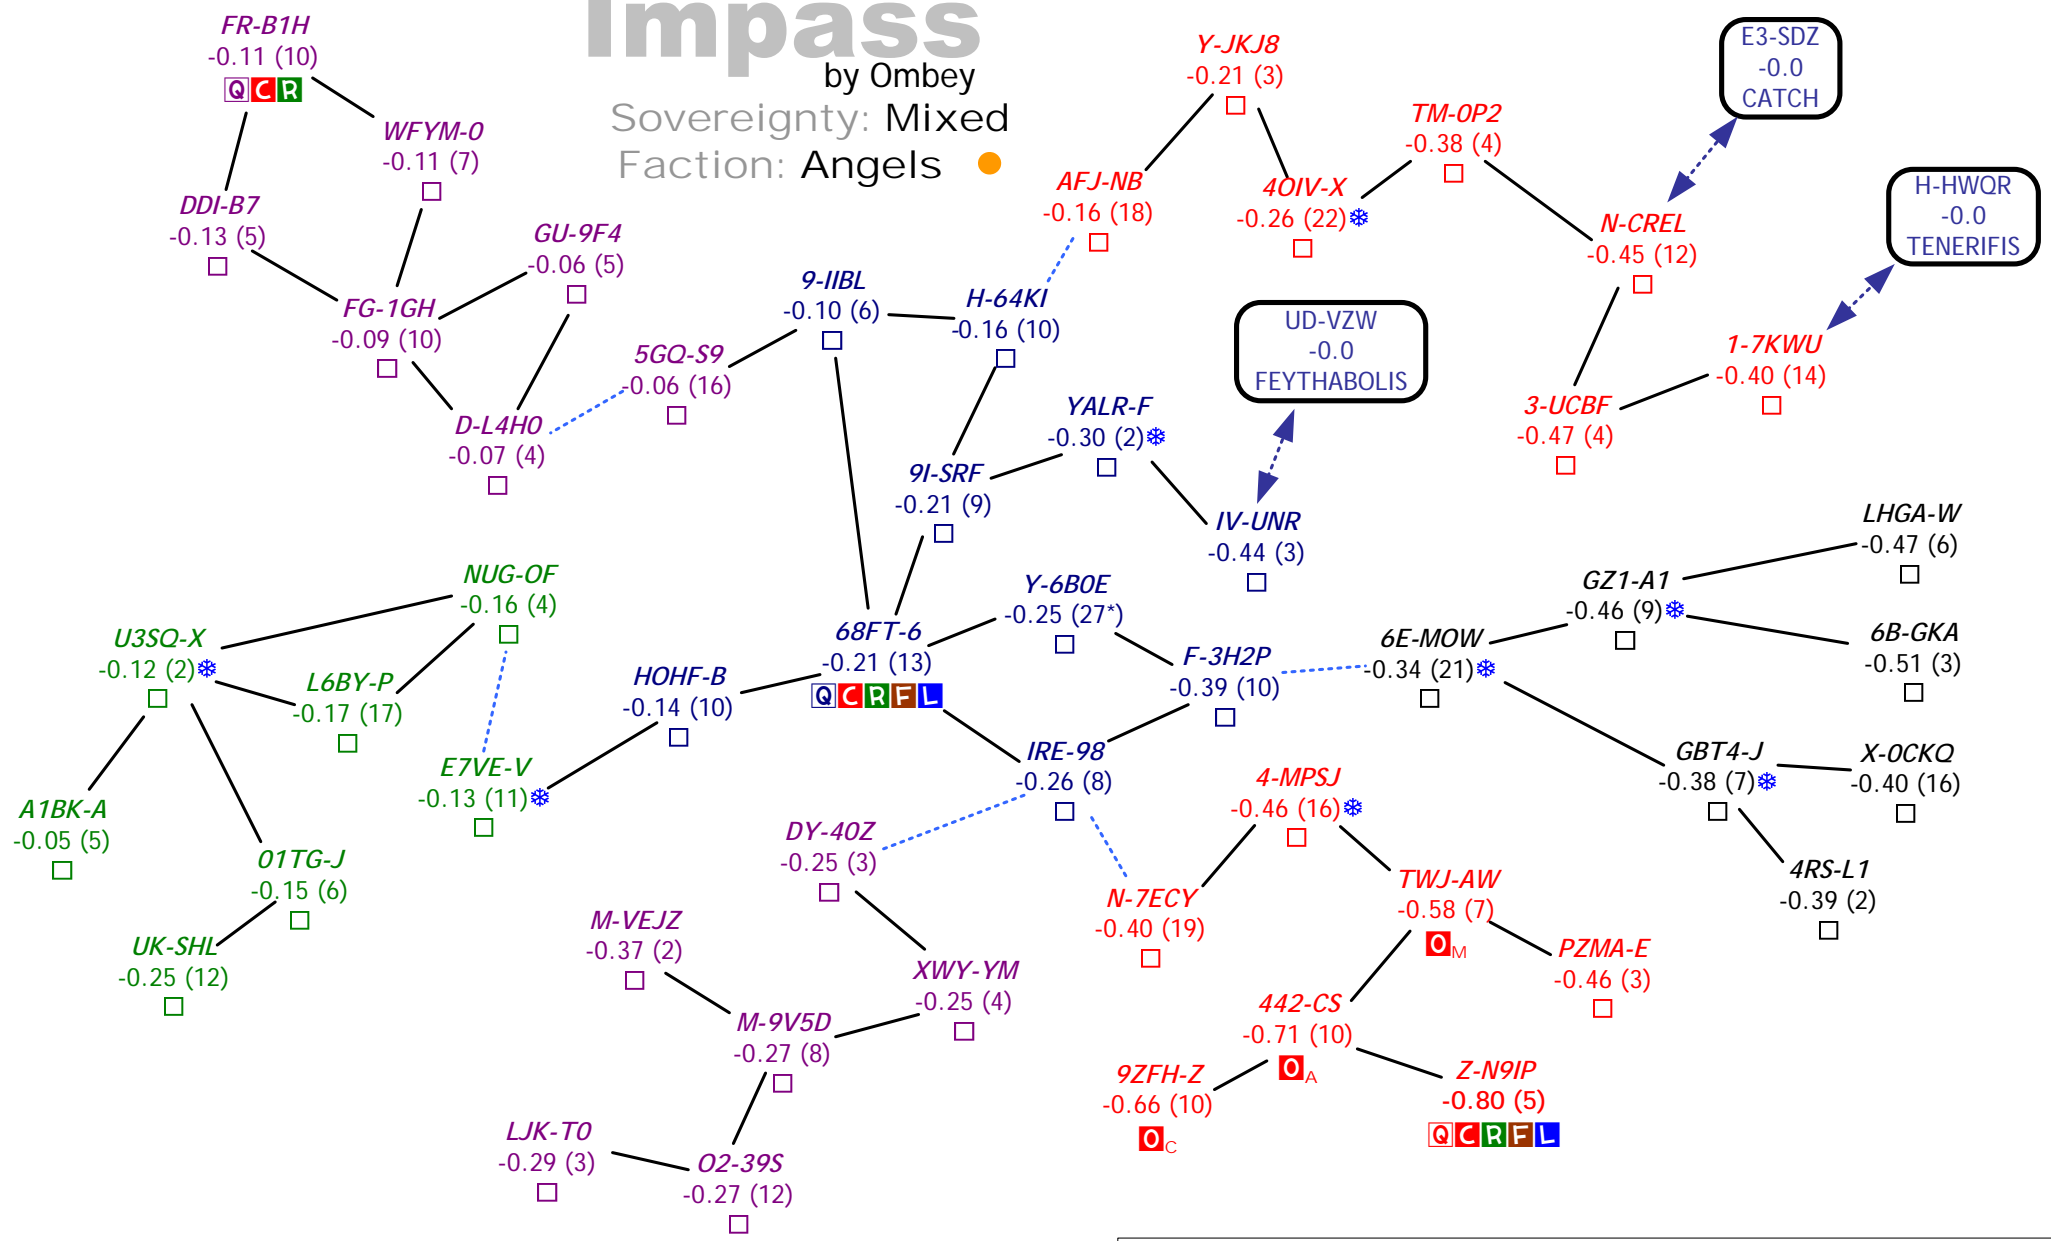 Impass
by Ombey
Sovereignty: Mixed
Faction: Angels
FR-B1H
-0.11 (10)
Q C R
WFYM-0
-0.11 (7)
DDI-B7
-0.13 (5)
GU-9F4
-0.06 (5)
FG-1GH
-0.09 (10)
D-L4H0
-0.07 (4)
5GQ-S9
-0.06 (16)
9-IIBL
-0.10 (6)
H-64KI
-0.16 (10)
AFJ-NB
-0.16 (18)
Y-JKJ8
-0.21 (3)
4OIV-X
-0.26 (22)
TM-0P2
-0.38 (4)
N-CREL
-0.45 (12)
E3-SDZ
-0.0
CATCH
H-HWQR
-0.0
TENERIFIS
1-7KWU
-0.40 (14)
3-UCBF
-0.47 (4)
UD-VZW
-0.0
FEYTHABOLIS
YALR-F
-0.30 (2)
9I-SRF
-0.21 (9)
IV-UNR
-0.44 (3)
LHGA-W
-0.47 (6)
GZ1-A1
-0.46 (9)
6B-GKA
-0.51 (3)
6E-MOW
-0.34 (21)
GBT4-J
-0.38 (7)
X-0CKQ
-0.40 (16)
4RS-L1
-0.39 (2)
NUG-OF
-0.16 (4)
U3SQ-X
-0.12 (2)
L6BY-P
-0.17 (17)
E7VE-V
-0.13 (11)
A1BK-A
-0.05 (5)
01TG-J
-0.15 (6)
UK-SHL
-0.25 (12)
HOHF-B
-0.14 (10)
68FT-6
-0.21 (13)
Q C R F L
Y-6B0E
-0.25 (27*)
F-3H2P
-0.39 (10)
IRE-98
-0.26 (8)
DY-40Z
-0.25 (3)
4-MPSJ
-0.46 (16)
N-7ECY
-0.40 (19)
TWJ-AW
-0.58 (7)
O M
PZMA-E
-0.46 (3)
442-CS
-0.71 (10)
O A
9ZFH-Z
-0.66 (10)
O C
Z-N9IP
-0.80 (5)
Q C R F L
M-VEJZ
-0.37 (2)
XWY-YM
-0.25 (4)
M-9V5D
-0.27 (8)
LJK-T0
-0.29 (3)
O2-39S
-0.27 (12)